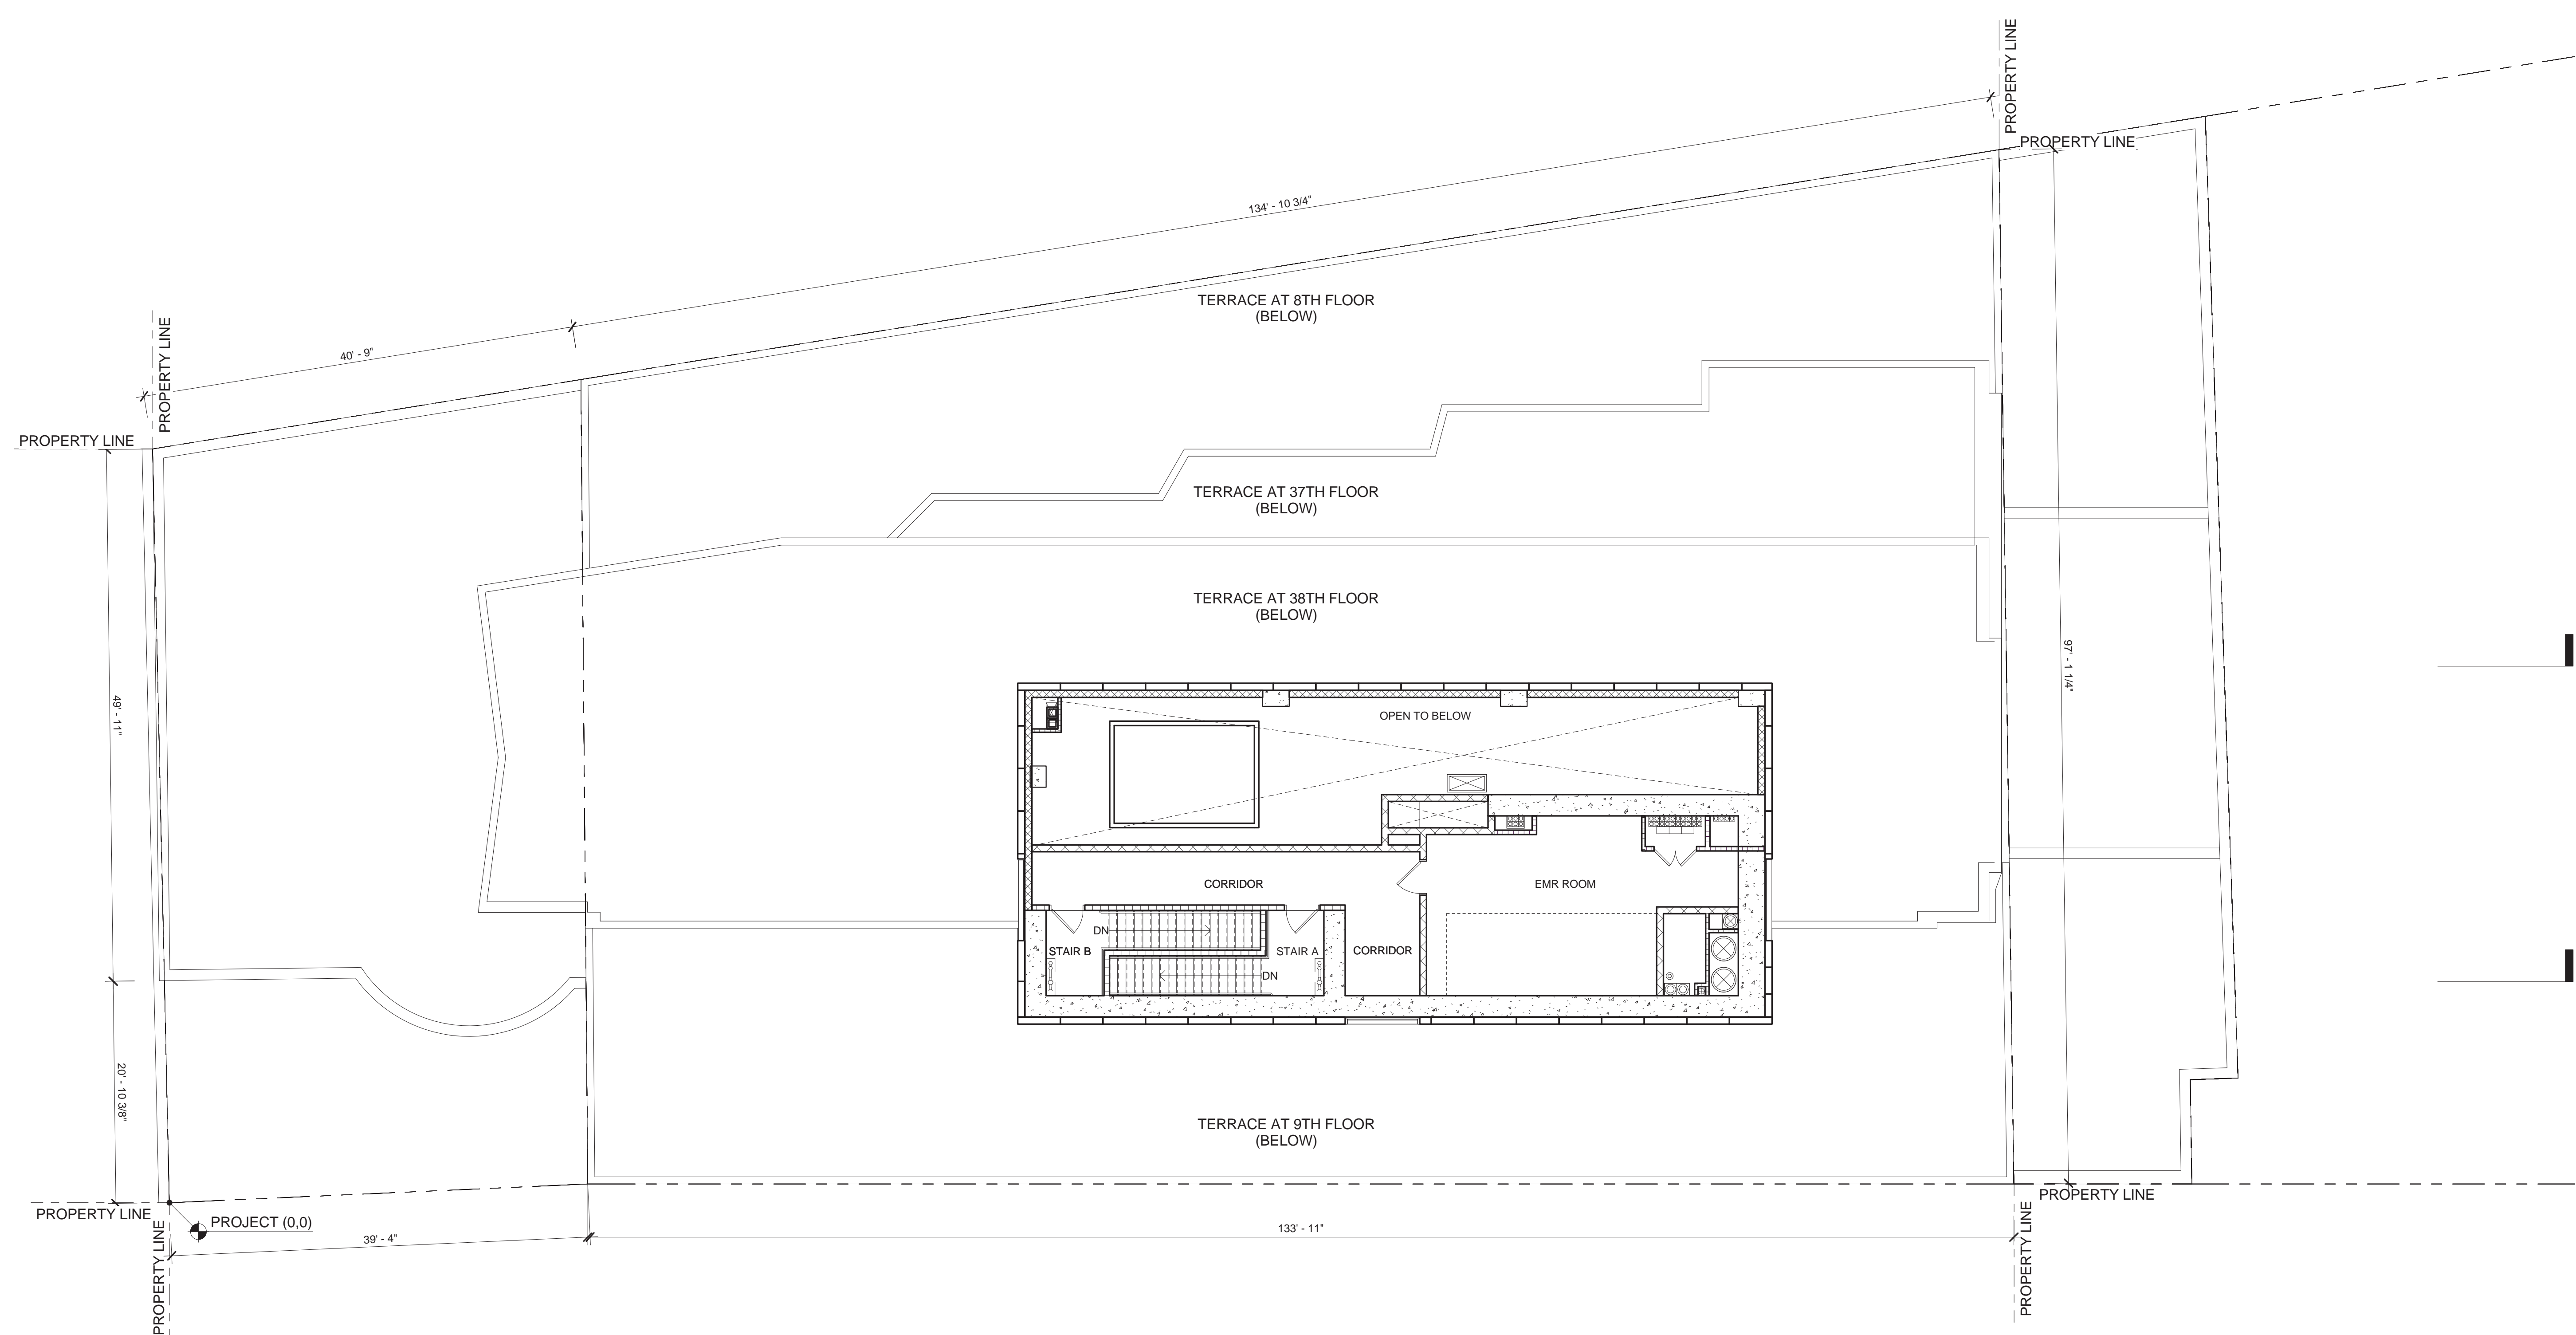 PROPERTY LINE
PROPERTY LINE
134' - 10 3/4"
40' - 9"
PROPERTY LINE
PROPERTY LINE
TERRACE AT 8TH FLOOR
(BELOW)
TERRACE AT 37TH FLOOR
(BELOW)
TERRACE AT 38TH FLOOR
(BELOW)
49' - 11"
97' - 1 1/4"
OPEN TO BELOW
CORRIDOR
EMR ROOM
DN
STAIR B
STAIR A
CORRIDOR
DN
20' - 10 3/8"
TERRACE AT 9TH FLOOR
(BELOW)
PROPERTY LINE
PROPERTY LINE
PROJECT (0,0)
PROPERTY LINE
39' - 4"
133' - 11"
PROPERTY LINE